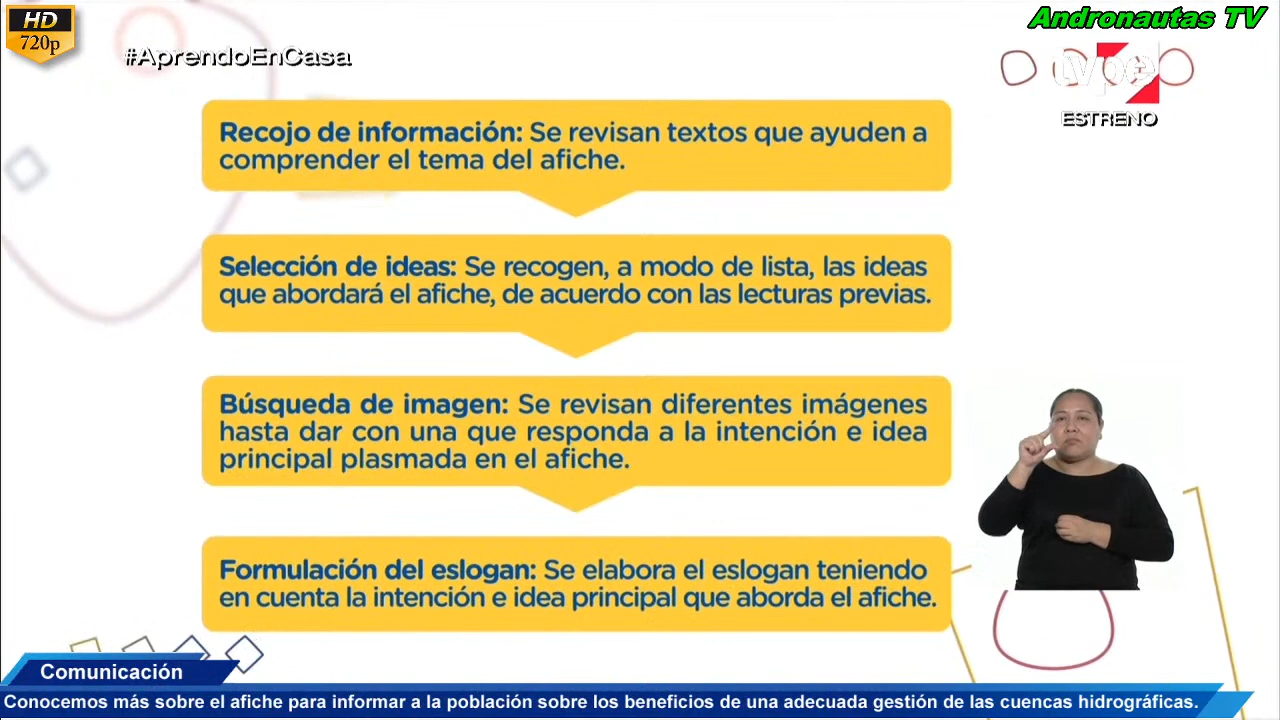 HD
720p
Andronautas TV
#AprendoEnCasa
tvperú
ESTRENO
Recojo de información: Se revisan textos que ayuden a
comprender el tema del afiche.
Selección de ideas: Se recogen, a modo de lista, las ideas
que abordará el afiche, de acuerdo con las lecturas previas.
Búsqueda de imagen: Se revisan diferentes imágenes
hasta dar con una que responda a la intención e idea
principal plasmada en el afiche.
Formulación del eslogan: Se elabora el eslogan teniendo
en cuenta la intención e idea principal que aborda el afiche.
Comunicación
Conocemos más sobre el afiche para informar a la población sobre los beneficios de una adecuada gestión de las cuencas hidrográficas.